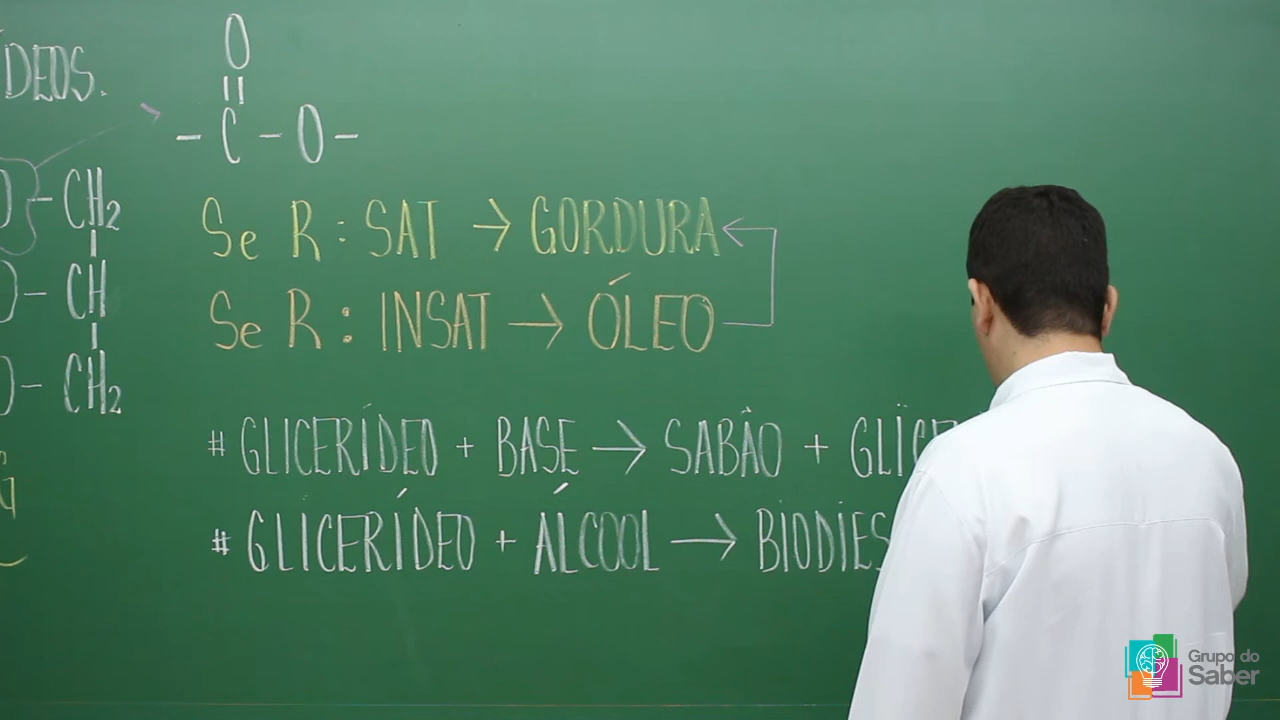 ÍDEOS.
O
||
- C - O -
- CH2
Se R : SAT → GORDURA
- CH
Se R : INSAT → ÓLEO
- CH2
# GLICERÍDEO + BASE → SABÃO + GLICE
# GLICERÍDEO + ÁLCOOL → BIODIES
Grupo do
Saber